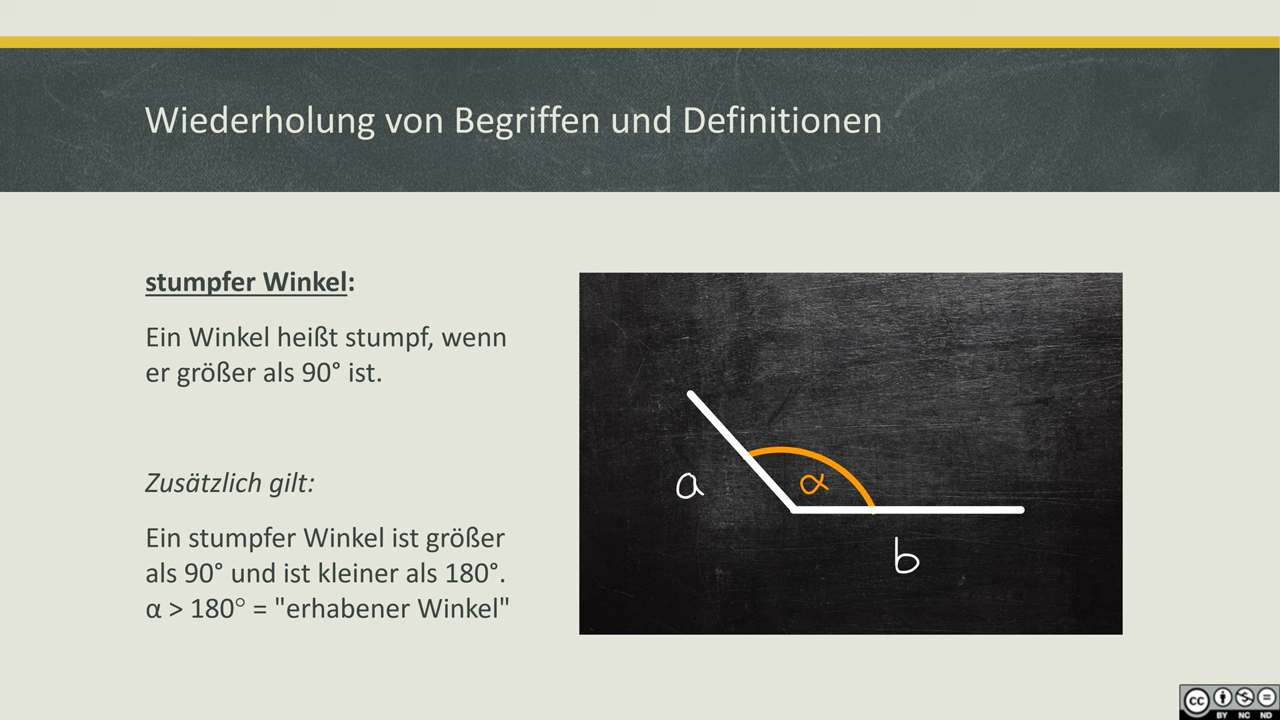 Wiederholung von Begriffen und Definitionen
stumpfer Winkel:
Ein Winkel heißt stumpf, wenn
er größer als 90° ist.
Zusätzlich gilt:
Ein stumpfer Winkel ist größer
als 90° und ist kleiner als 180°.
α > 180° = "erhabener Winkel"
a
α
b
cc
BY NC ND